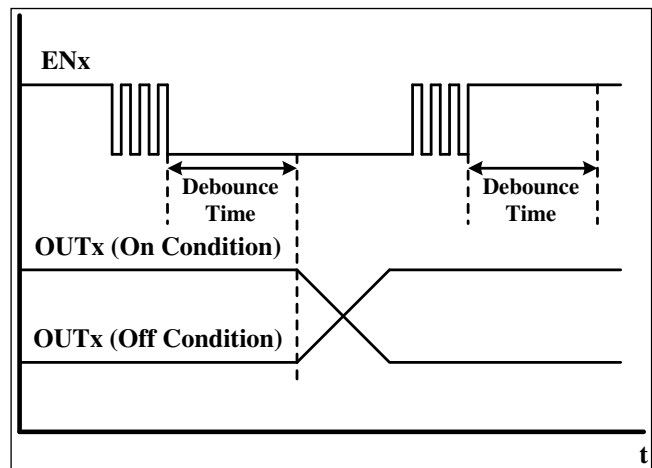 ENx
Debounce
Time
Debounce
Time
OUTx (On Condition)
OUTx (Off Condition)
t